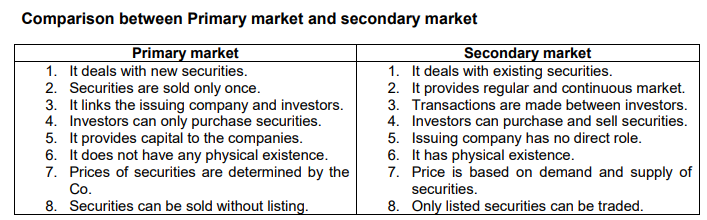 Comparison between Primary market and secondary market
Primary market
1. It deals with new securities.
2. Securities are sold only once.
3. It links the issuing company and investors.
4. Investors can only purchase securities.
5. It provides capital to the companies.
6. It does not have any physical existence.
7. Prices of securities are determined by the
Co.
8. Securities can be sold without listing.
Secondary market
1. It deals with existing securities.
2. It provides regular and continuous market.
3. Transactions are made between investors.
4. Investors can purchase and sell securities.
5. Issuing company has no direct role.
6. It has physical existence.
7. Price is based on demand and supply of
securities.
8. Only listed securities can be traded.